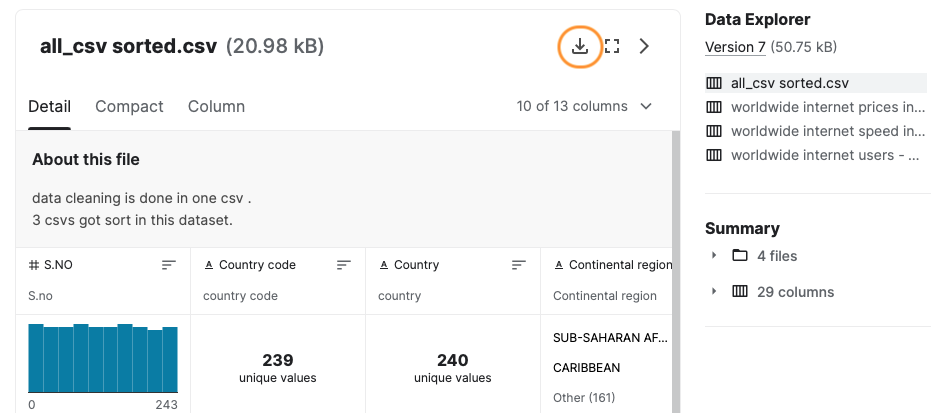 all_csv sorted.csv (20.98 kB)
Detail Compact Column 10 of 13 columns
About this file
data cleaning is done in one csv .
3 csvs got sort in this dataset.
# S.NO A Country code A Country A Continental region
S.no country code country Continental region
239 240 SUB-SAHARAN AF...
unique values unique values CARIBBEAN
0 243 Other (161)
Data Explorer
Version 7 (50.75 kB)
all_csv sorted.csv
worldwide internet prices in...
worldwide internet speed in...
worldwide internet users - ...
Summary
4 files
29 columns